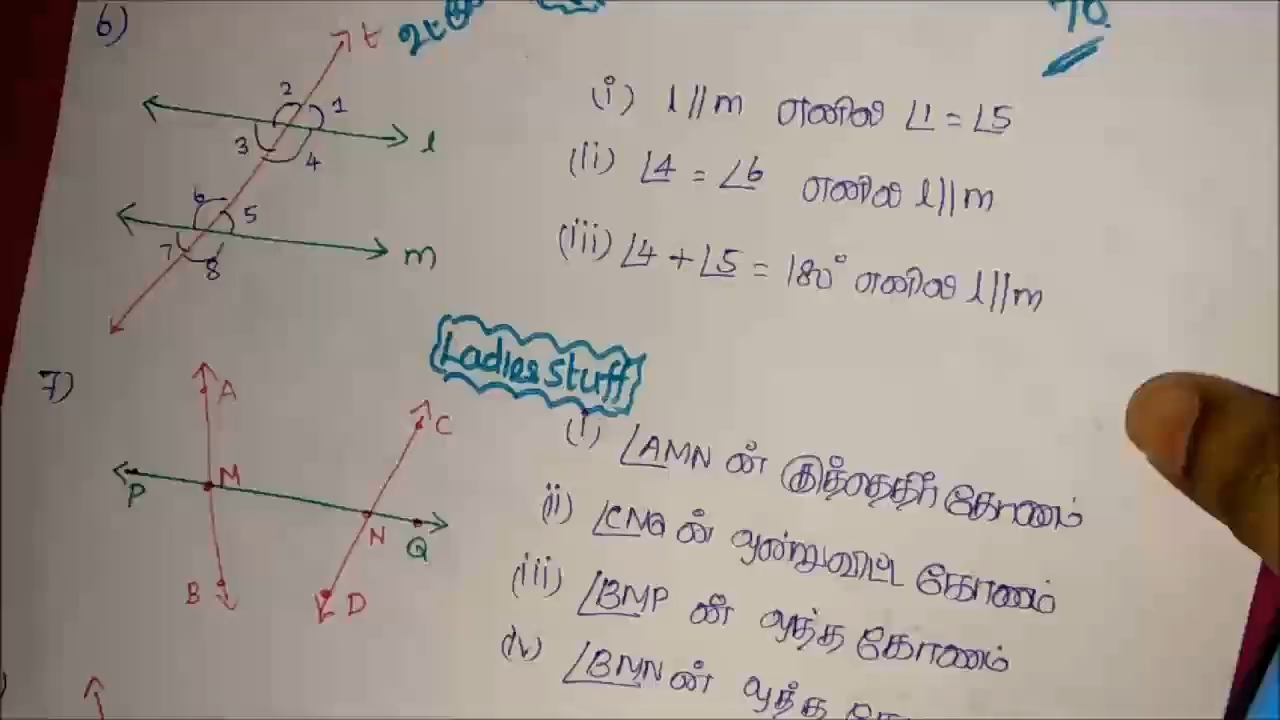 6)
t
2
1
3
4
l
6
5
7
8
m
(i) l||m எனில் ∠1 = ∠5
(ii) ∠4 = ∠6 எனில் l||m
(iii) ∠4 + ∠5 = 180° எனில் l||m
Ladies Stuff
7)
A
C
P
M
N
Q
B
D
(i) ∠AMN ன் குத்தெதிர் கோணம்
(ii) ∠CNQ ன் ஒன்றுவிட்ட கோணம்
(iii) ∠BMP ன் ஒத்த கோணம்
(iv) ∠BMN ன் ஒத்த